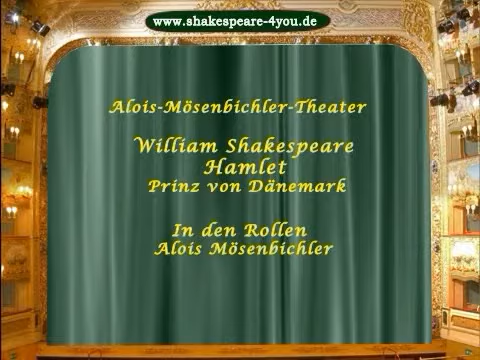 www.shakespeare-4you.de
Alois-Mösenbichler-Theater
William Shakespeare
Hamlet
Prinz von Dänemark
In den Rollen
Alois Mösenbichler